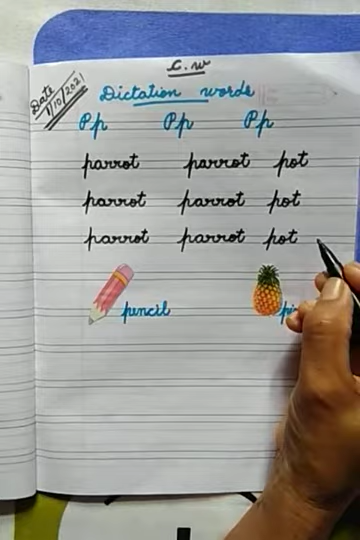 C.W
Date
1/10/2021
Dictation words
Pp Pp Pp
parrot parrot pot
parrot parrot pot
parrot parrot pot
pencil